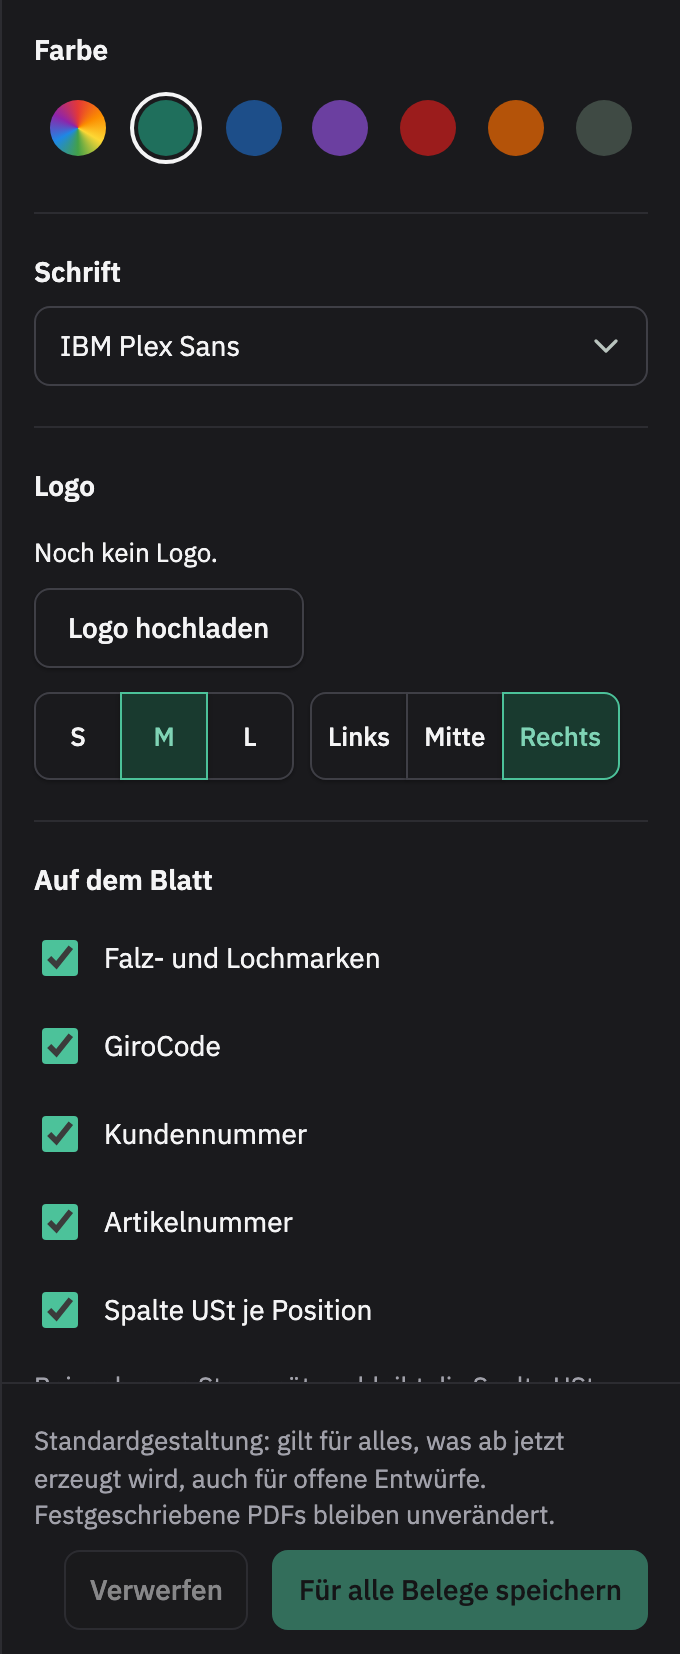 Farbe
Schrift
IBM Plex Sans
Logo
Noch kein Logo.
Logo hochladen
S M L Links Mitte Rechts
Auf dem Blatt
Falz- und Lochmarken
GiroCode
Kundennummer
Artikelnummer
Spalte USt je Position
Standardgestaltung: gilt für alles, was ab jetzt
erzeugt wird, auch für offene Entwürfe.
Festgeschriebene PDFs bleiben unverändert.
Verwerfen Für alle Belege speichern